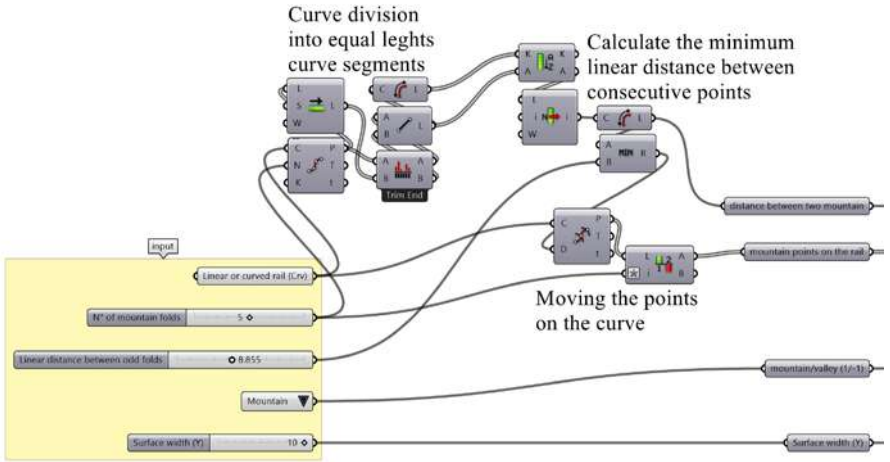 Curve division
into equal leghts
curve segments
Calculate the minimum
linear distance between
consecutive points
L
S
W
L
C
N
K
P
T
t
C
L
A
B
L
A
B
A
B
Trim End
K
A
K
A
L
i
W
N
i
C
L
A
B
MIN
R
C
D
P
T
t
L
i
A
B
distance between two mountain
mountain points on the rail
Moving the points
on the curve
input
Linear or curved rail (Crv)
N° of mountain folds
5
Linear distance between odd folds
8.855
Mountain
mountain/valley (1/-1)
Surface width (Y)
10
Surface width (Y)